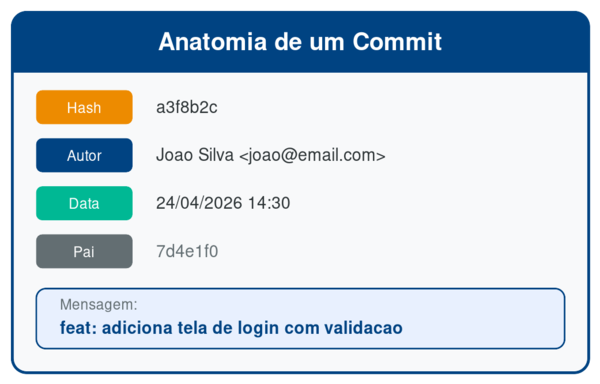 Anatomia de um Commit
Hash a3f8b2c
Autor Joao Silva <joao@email.com>
Data 24/04/2026 14:30
Pai 7d4e1f0
Mensagem:
feat: adiciona tela de login com validacao